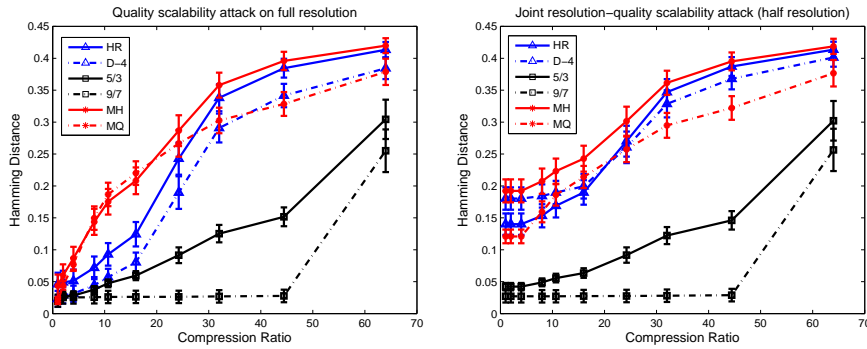 Quality scalability attack on full resolution
0.45
0.4
0.35
0.3
0.25
0.2
0.15
0.1
0.05
0
Hamming Distance
HR
D−4
5/3
9/7
MH
MQ
0 10 20 30 40 50 60 70
Compression Ratio
Joint resolution−quality scalability attack (half resolution)
0.45
0.4
0.35
0.3
0.25
0.2
0.15
0.1
0.05
0
Hamming Distance
HR
D−4
5/3
9/7
MH
MQ
0 10 20 30 40 50 60 70
Compression Ratio